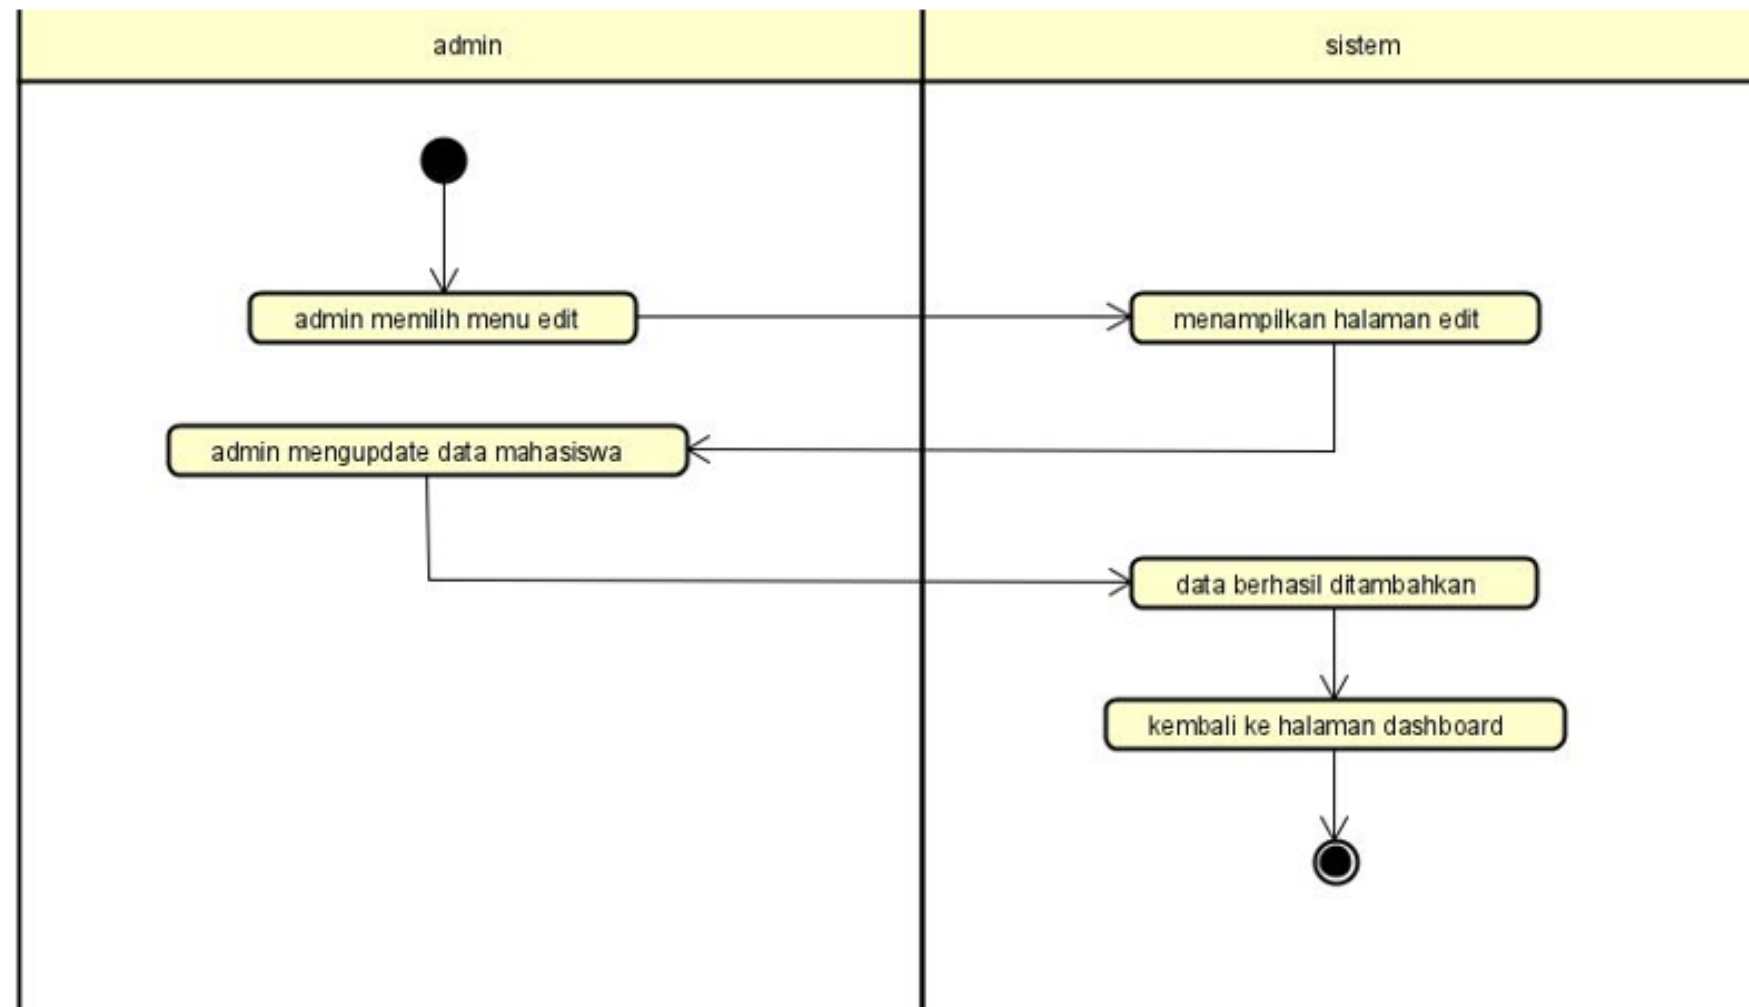 admin
sistem
admin memilih menu edit
menampilkan halaman edit
admin mengupdate data mahasiswa
data berhasil ditambahkan
kembali ke halaman dashboard